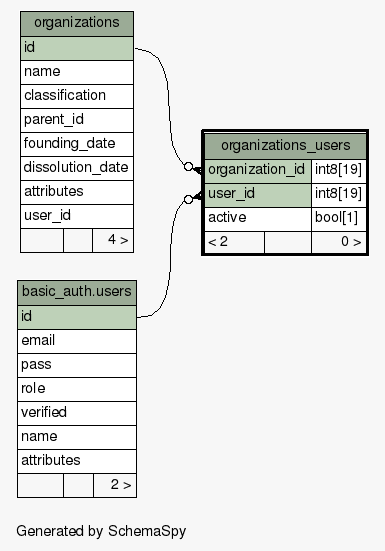 organizations
id
name
classification
parent_id
founding_date
dissolution_date
attributes
user_id
4 >
organizations_users
organization_id int8[19]
user_id int8[19]
active bool[1]
< 2 0 >
basic_auth.users
id
email
pass
role
verified
name
attributes
2 >
Generated by SchemaSpy